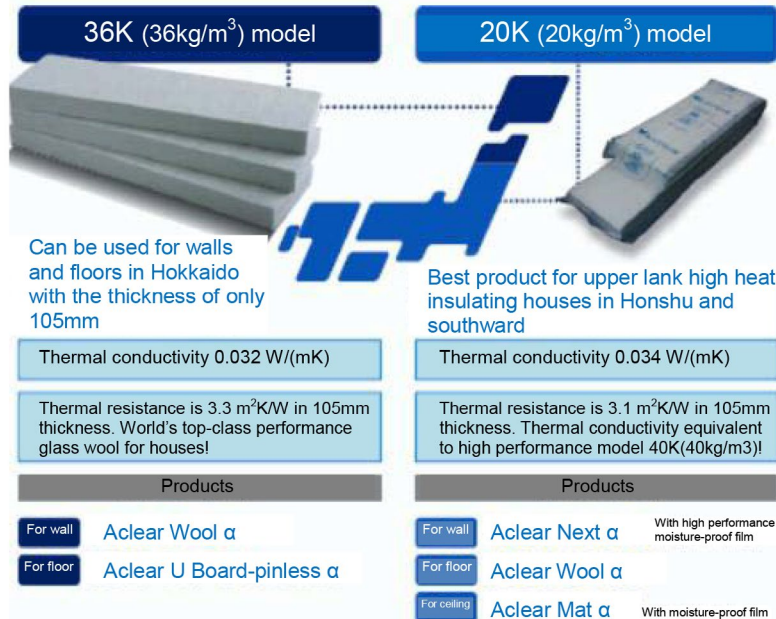 36K (36kg/m³) model
20K (20kg/m³) model
Can be used for walls
and floors in Hokkaido
with the thickness of only
105mm
Best product for upper lank high heat
insulating houses in Honshu and
southward
Thermal conductivity 0.032 W/(mK)
Thermal conductivity 0.034 W/(mK)
Thermal resistance is 3.3 m²K/W in 105mm
thickness. World's top-class performance
glass wool for houses!
Thermal resistance is 3.1 m²K/W in 105mm
thickness. Thermal conductivity equivalent
to high performance model 40K(40kg/m3)!
Products
For wall Aclear Wool α
For floor Aclear U Board-pinless α
Products
For wall Aclear Next α With high performance
moisture-proof film
For floor Aclear Wool α
For ceiling Aclear Mat α With moisture-proof film